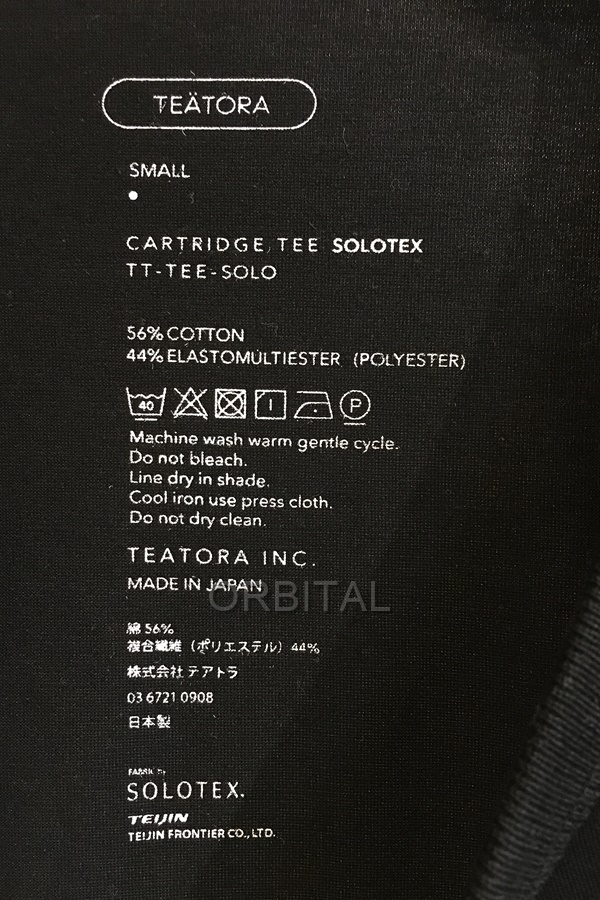 TEÄTORA
SMALL
CARTRIDGE TEE SOLOTEX
TT-TEE-SOLO
56% COTTON
44% ELASTOMULTIESTER (POLYESTER)
40 P
Machine wash warm gentle cycle.
Do not bleach.
Line dry in shade.
Cool iron use press cloth.
Do not dry clean.
TEATORA INC.
MADE IN JAPAN
ORBITAL
綿 56%
複合繊維（ポリエステル）44%
株式会社 テアトラ
03 6721 0908
日本製
FABRIC by
SOLOTEX.
TEIJIN
TEIJIN FRONTIER CO., LTD.